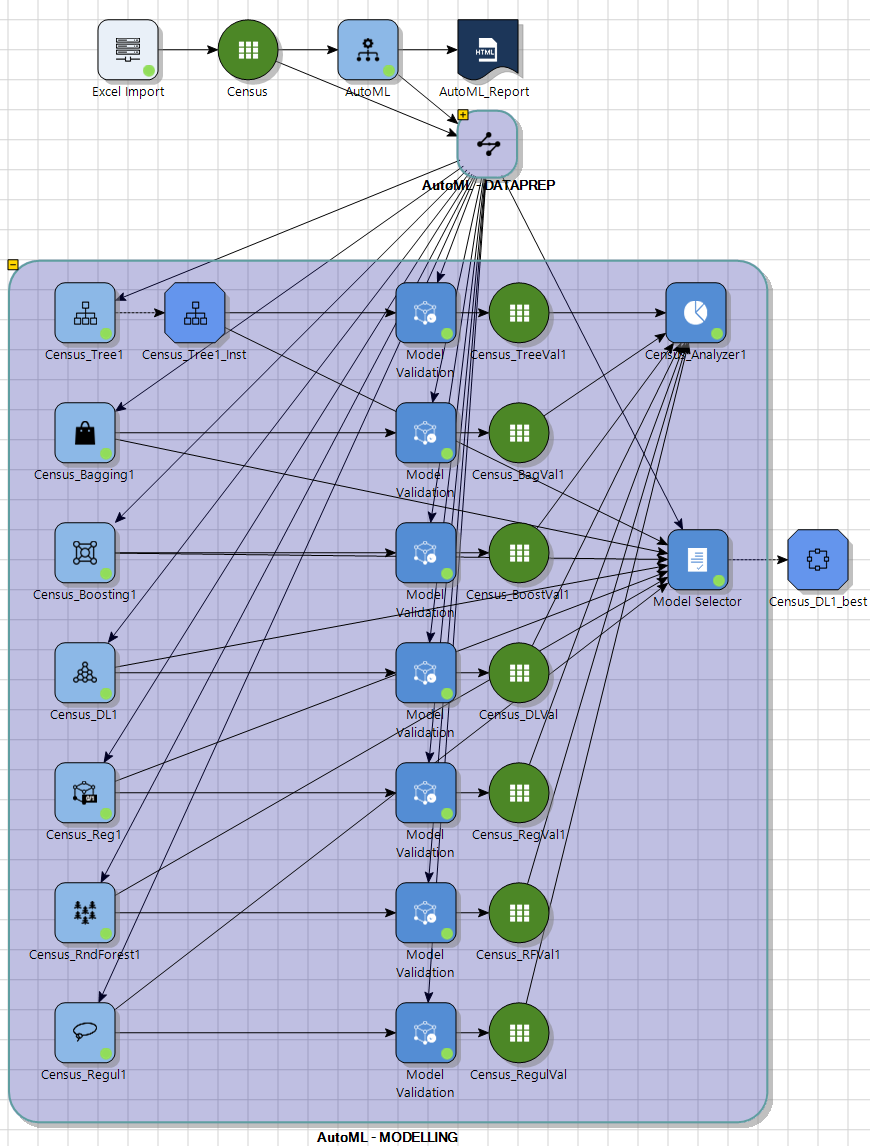 HTML
Excel Import
Census
AutoML
AutoML_Report
AutoML - DATAPREP
Census_Tree1
Census_Tree1_Inst
Model
Validation
Census_TreeVal1
Census_Analyzer1
Census_Bagging1
Model
Validation
Census_BagVal1
Census_Boosting1
Model
Validation
Census_BoostVal1
Model Selector
Census_DL1_best
Census_DL1
Model
Validation
Census_DLVal
Census_Reg1
Model
Validation
Census_RegVal1
Census_RndForest1
Model
Validation
Census_RFVal1
Census_Regul1
Model
Validation
Census_RegulVal
AutoML - MODELLING